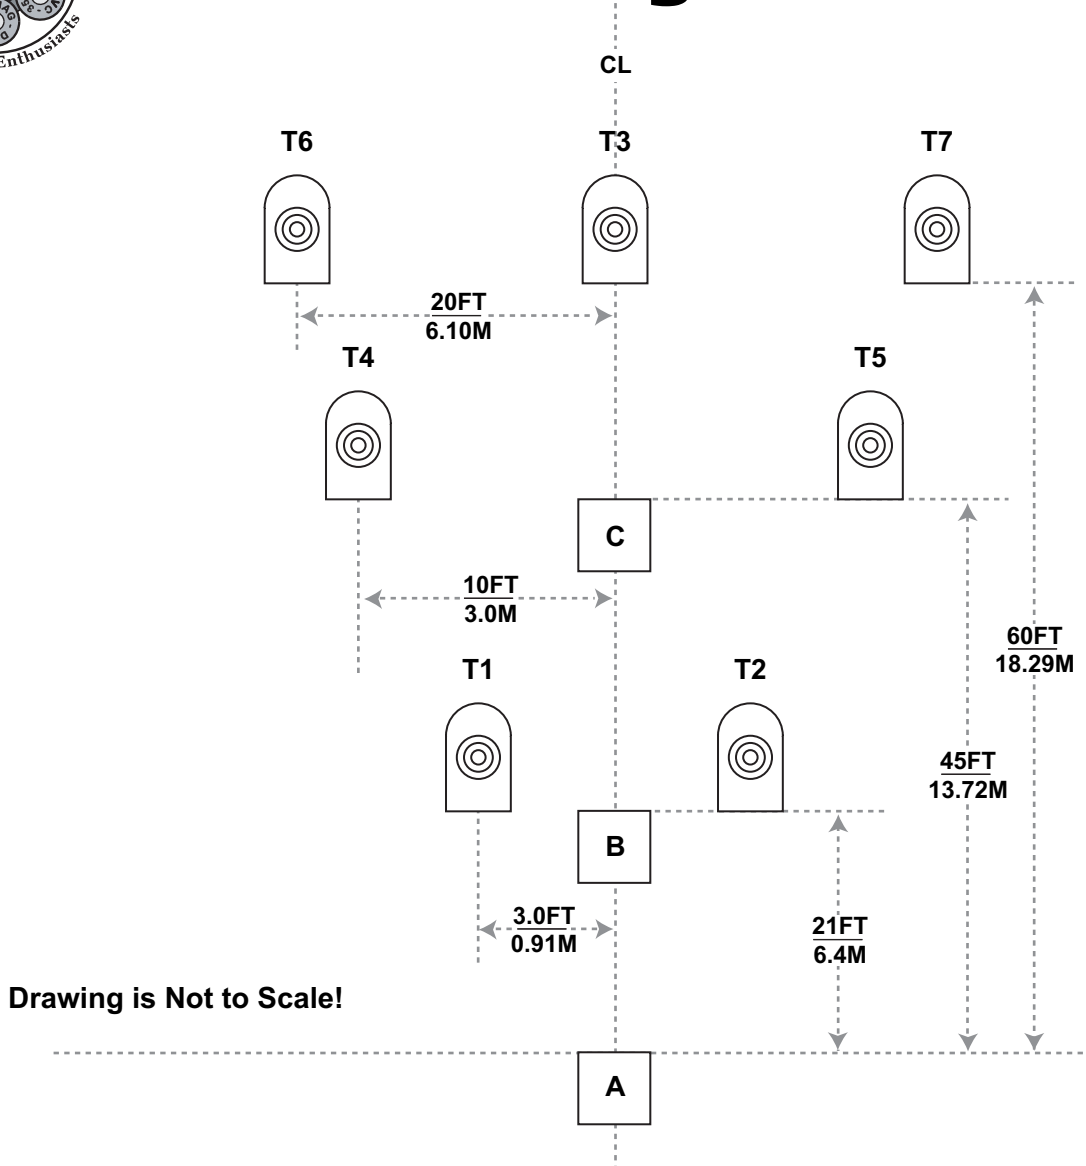 Enthusiasts
CL
T6
T3
T7
20FT
6.10M
T4
T5
C
10FT
3.0M
60FT
18.29M
T1
T2
45FT
13.72M
B
3.0FT
0.91M
21FT
6.4M
Drawing is Not to Scale!
A